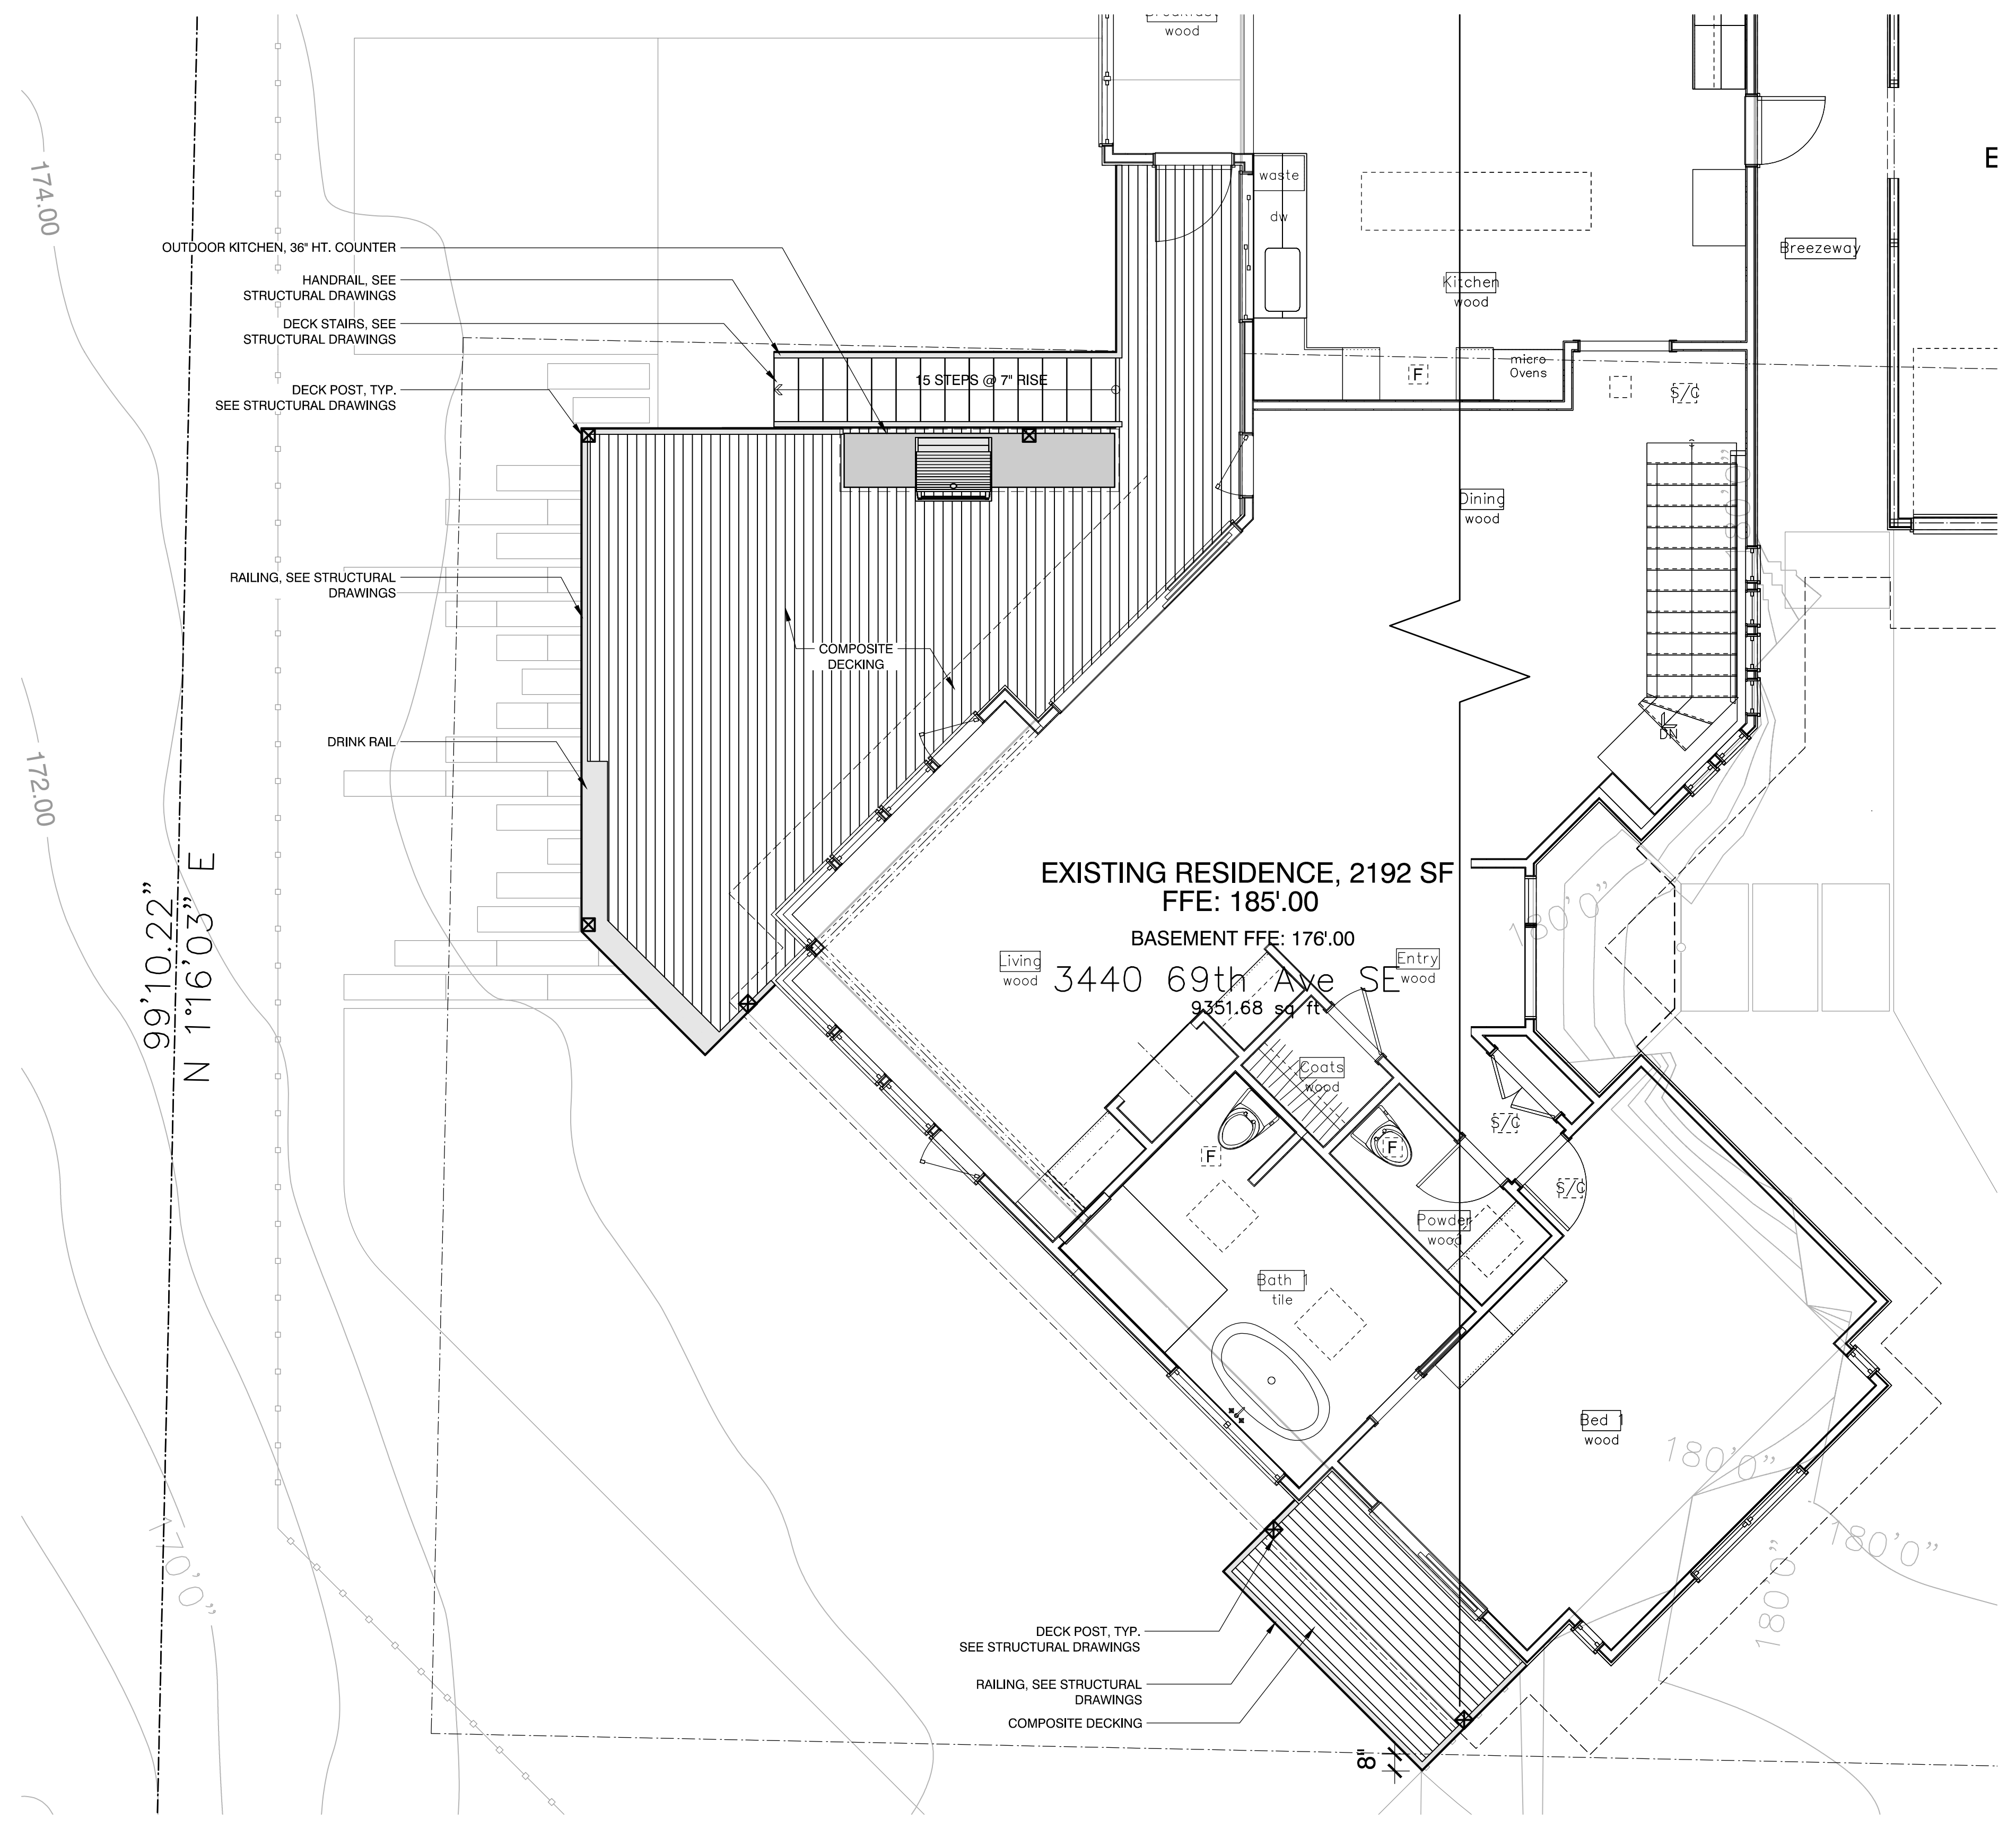 wood
waste
dw
174.00
E
OUTDOOR KITCHEN, 36" HT. COUNTER
Breezeway
HANDRAIL, SEE
STRUCTURAL DRAWINGS
Kitchen
wood
DECK STAIRS, SEE
STRUCTURAL DRAWINGS
micro
Ovens
F
15 STEPS @ 7" RISE
DECK POST, TYP.
SEE STRUCTURAL DRAWINGS
S/C
Dining
wood
RAILING, SEE STRUCTURAL
DRAWINGS
COMPOSITE
DECKING
DRINK RAIL
DN
172.00
EXISTING RESIDENCE, 2192 SF
FFE: 185'.00
BASEMENT FFE: 176'.00
180'0"
99'10.22"
N 1°16'03" E
Living
wood
3440 69th Ave SE
9351.68 sq ft
Entry
wood
Coats
wood
S/C
F
F
S/C
Powder
wood
Bath 1
tile
Bed 1
wood
180'0"
180'0"
180'0"
170'0"
DECK POST, TYP.
SEE STRUCTURAL DRAWINGS
RAILING, SEE STRUCTURAL
DRAWINGS
COMPOSITE DECKING
8"